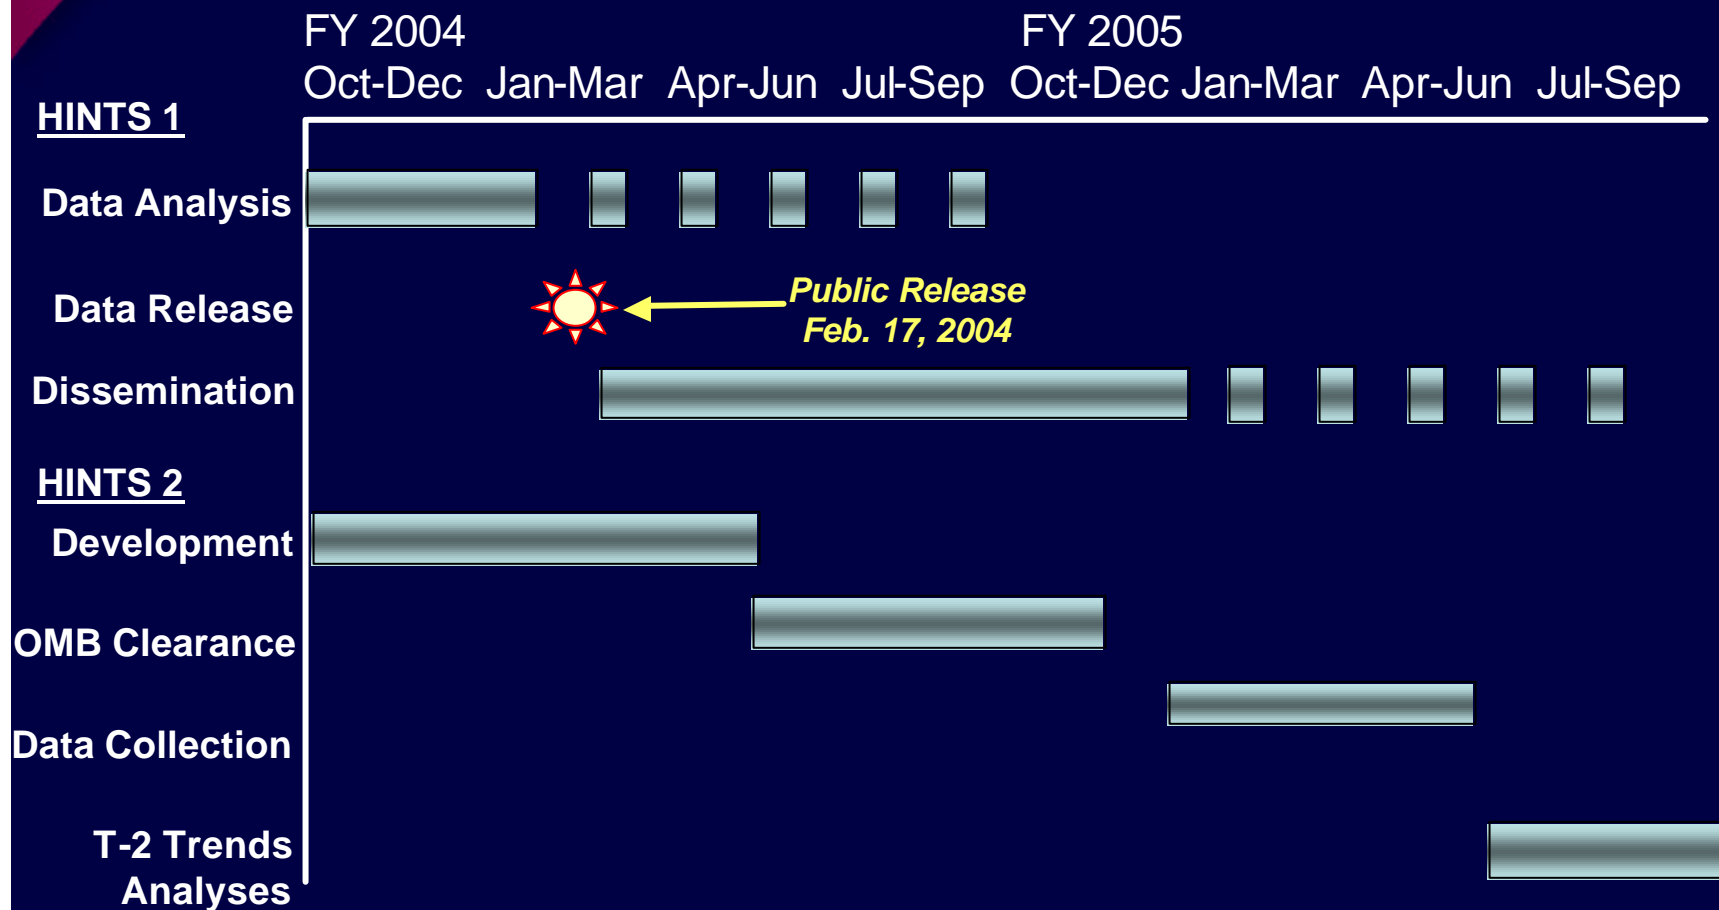 FY 2004 FY 2005
Oct-Dec Jan-Mar Apr-Jun Jul-Sep Oct-Dec Jan-Mar Apr-Jun Jul-Sep
HINTS 1
Data Analysis
Data Release
Public Release
Feb. 17, 2004
Dissemination
HINTS 2
Development
OMB Clearance
Data Collection
T-2 Trends
Analyses